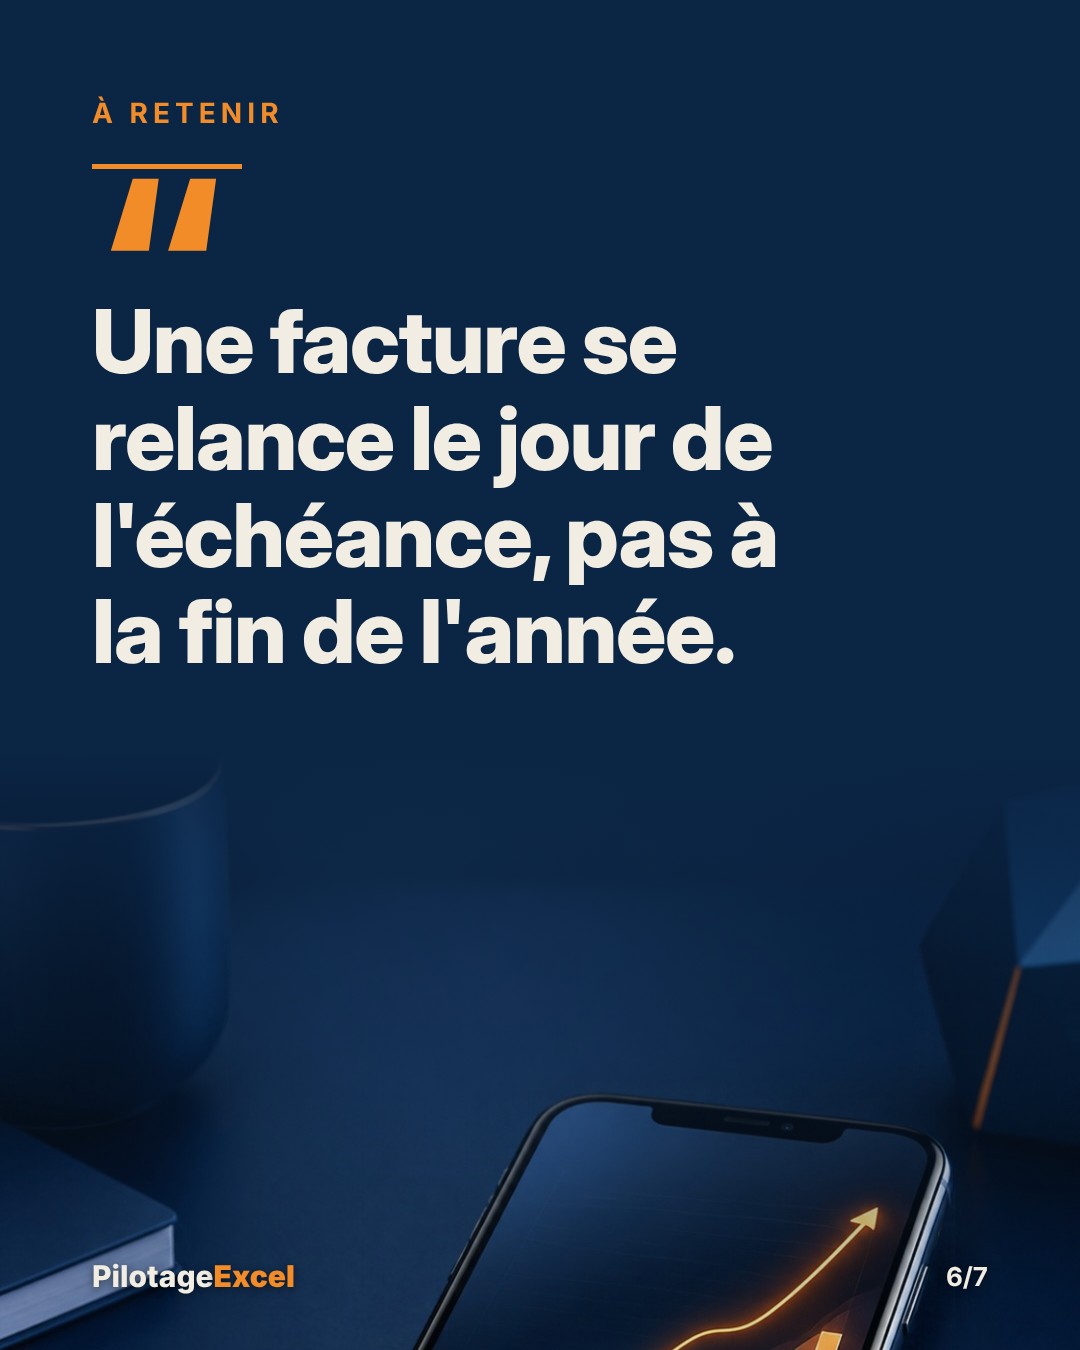 À RETENIR
"
Une facture se
relance le jour de
l'échéance, pas à
la fin de l'année.
PilotageExcel
6/7